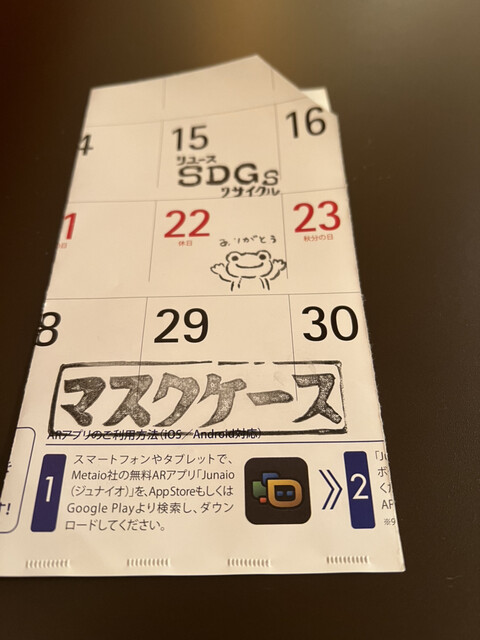 4 15 16
リユース
SDGs
リサイクル
1 22 23
休日 秋分の日
ありがとう
8 29 30
マスクケース
ARアプリのご利用方法(iOS/Android対応)
1
スマートフォンやタブレットで、
Metaio社の無料ARアプリ「Junaio
(ジュナイオ)」を、AppStoreもしくは
Google Playより検索し、ダウン
ロードしてください。
2